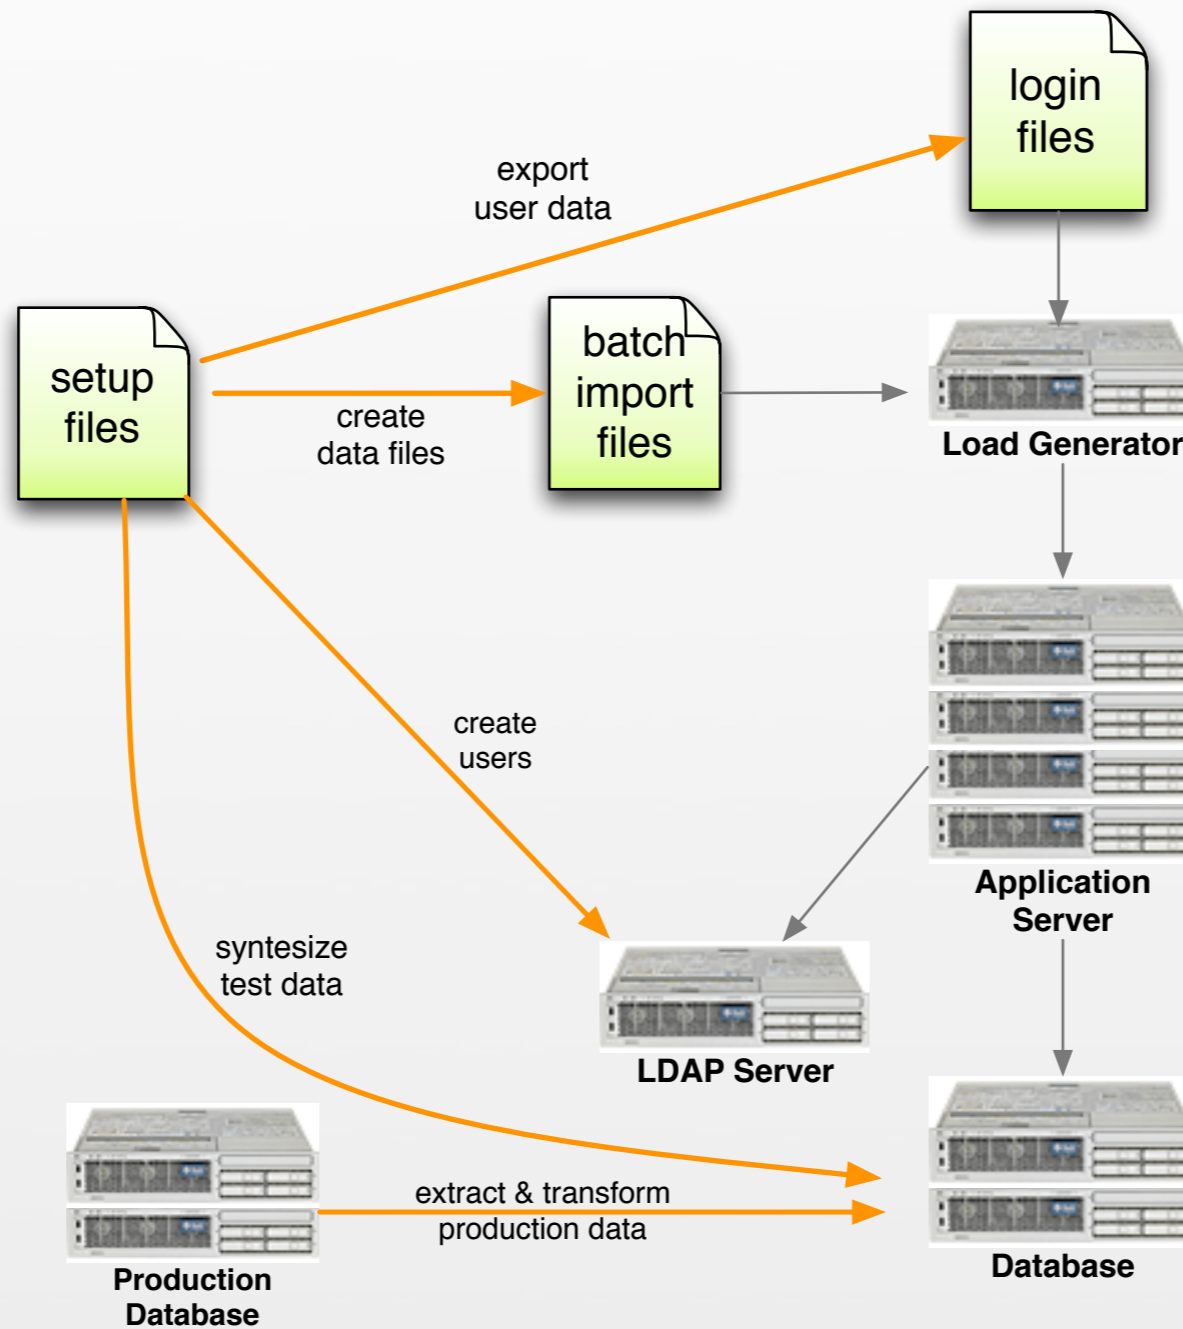 login
files
export
user data
setup
files
create
data files
batch
import
files
Load Generator
create
users
Application
Server
syntesize
test data
LDAP Server
extract & transform
production data
Production
Database
Database